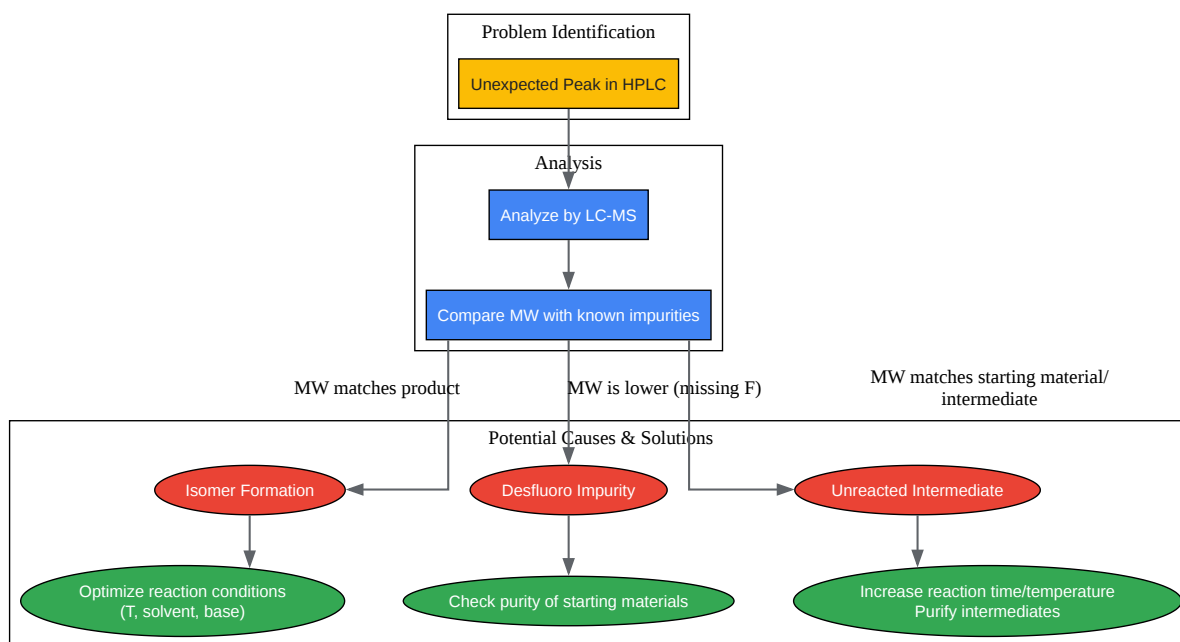 Problem Identification
Unexpected Peak in HPLC
Analysis
Analyze by LC-MS
Compare MW with known impurities
MW matches product
MW is lower (missing F)
MW matches starting material/
intermediate
Potential Causes & Solutions
Isomer Formation
Desfluoro Impurity
Unreacted Intermediate
Optimize reaction conditions
(T, solvent, base)
Check purity of starting materials
Increase reaction time/temperature
Purify intermediates